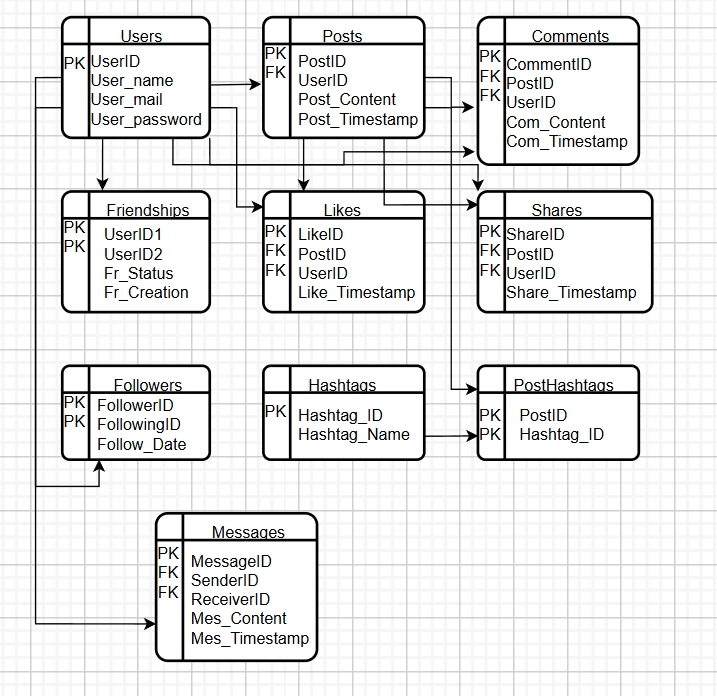 Users
PK UserID
User_name
User_mail
User_password
Posts
PK PostID
FK UserID
Post_Content
Post_Timestamp
Comments
PK CommentID
FK PostID
FK UserID
Com_Content
Com_Timestamp
Friendships
PK UserID1
PK UserID2
Fr_Status
Fr_Creation
Likes
PK LikeID
FK PostID
FK UserID
Like_Timestamp
Shares
PK ShareID
FK PostID
FK UserID
Share_Timestamp
Followers
PK FollowerID
PK FollowingID
Follow_Date
Hashtags
PK Hashtag_ID
Hashtag_Name
PostHashtags
PK PostID
PK Hashtag_ID
Messages
PK MessageID
FK SenderID
FK ReceiverID
Mes_Content
Mes_Timestamp